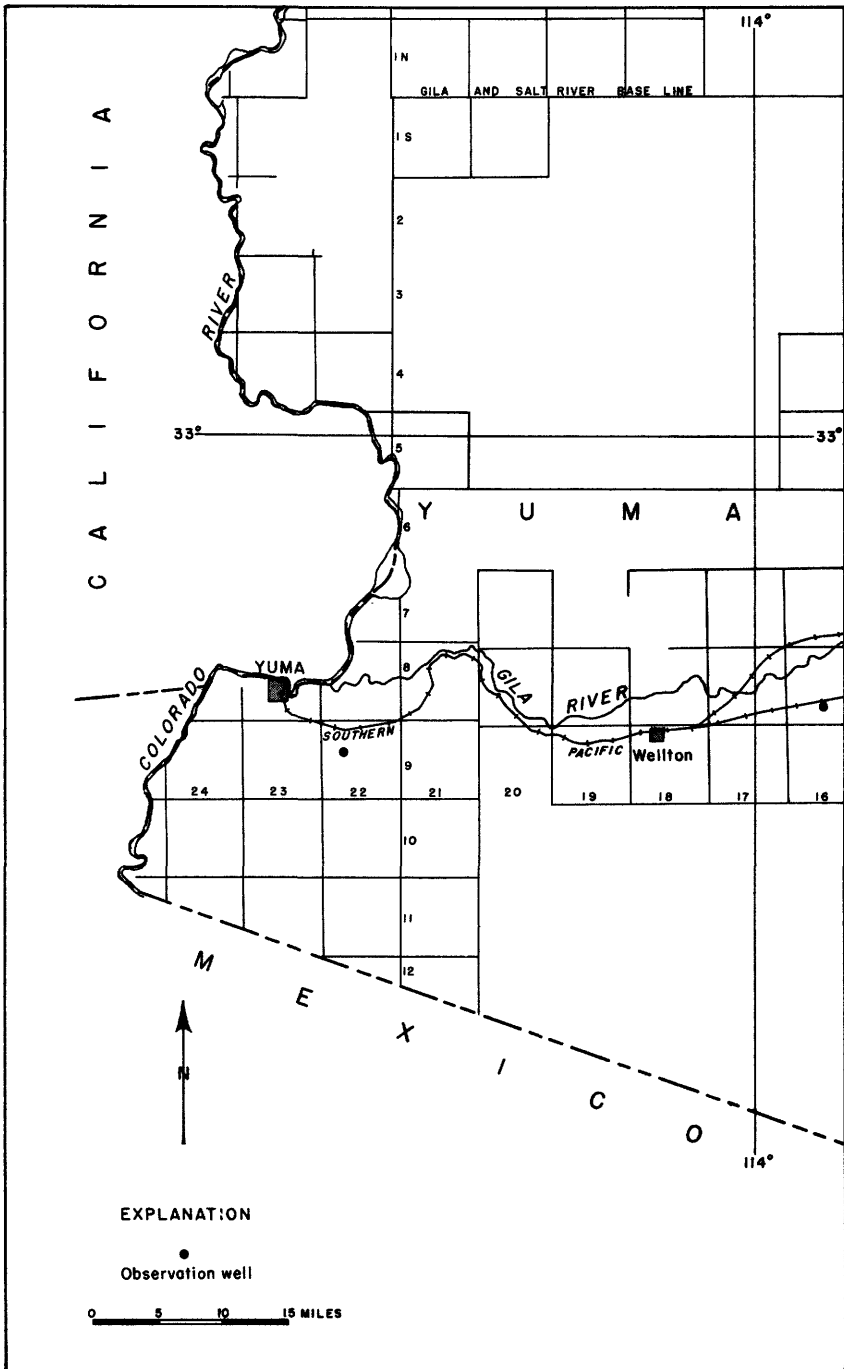 114°
1 N
GILA AND SALT RIVER BASE LINE
1 S
2
3
4
5
6
7
8
9
10
11
12
CALIFORNIA
RIVER
33°
33°
YUMA
YUMA
COLORADO
GILA
RIVER
SOUTHERN
PACIFIC
Wellton
24 23 22 21 20 19 18 17 16
MEXICO
N
114°
EXPLANATION
Observation well
0 5 10 15 MILES